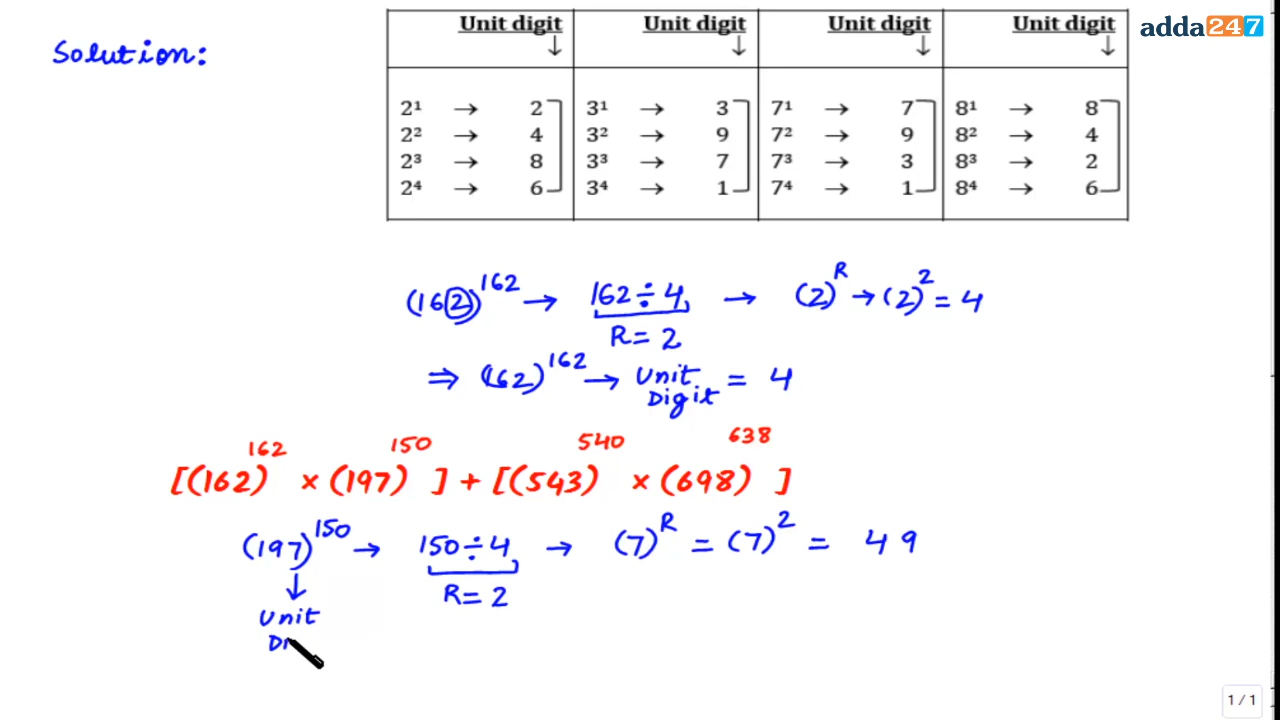 adda247
Solution:
Unit digit Unit digit Unit digit Unit digit
↓ ↓ ↓ ↓
2¹ → 2 3¹ → 3 7¹ → 7 8¹ → 8
2² → 4 3² → 9 7² → 9 8² → 4
2³ → 8 3³ → 7 7³ → 3 8³ → 2
2⁴ → 6 3⁴ → 1 7⁴ → 1 8⁴ → 6
(162)¹⁶² → 162÷4 → (2)ᴿ → (2)² = 4
R = 2
⇒ (162)¹⁶² → Unit Digit = 4
[(162)¹⁶² × (197)¹⁵⁰] + [(543)⁵⁴⁰ × (698)⁶³⁸]
(197)¹⁵⁰ → 150÷4 → (7)ᴿ = (7)² = 49
↓ R = 2
Unit
Di
1 / 1